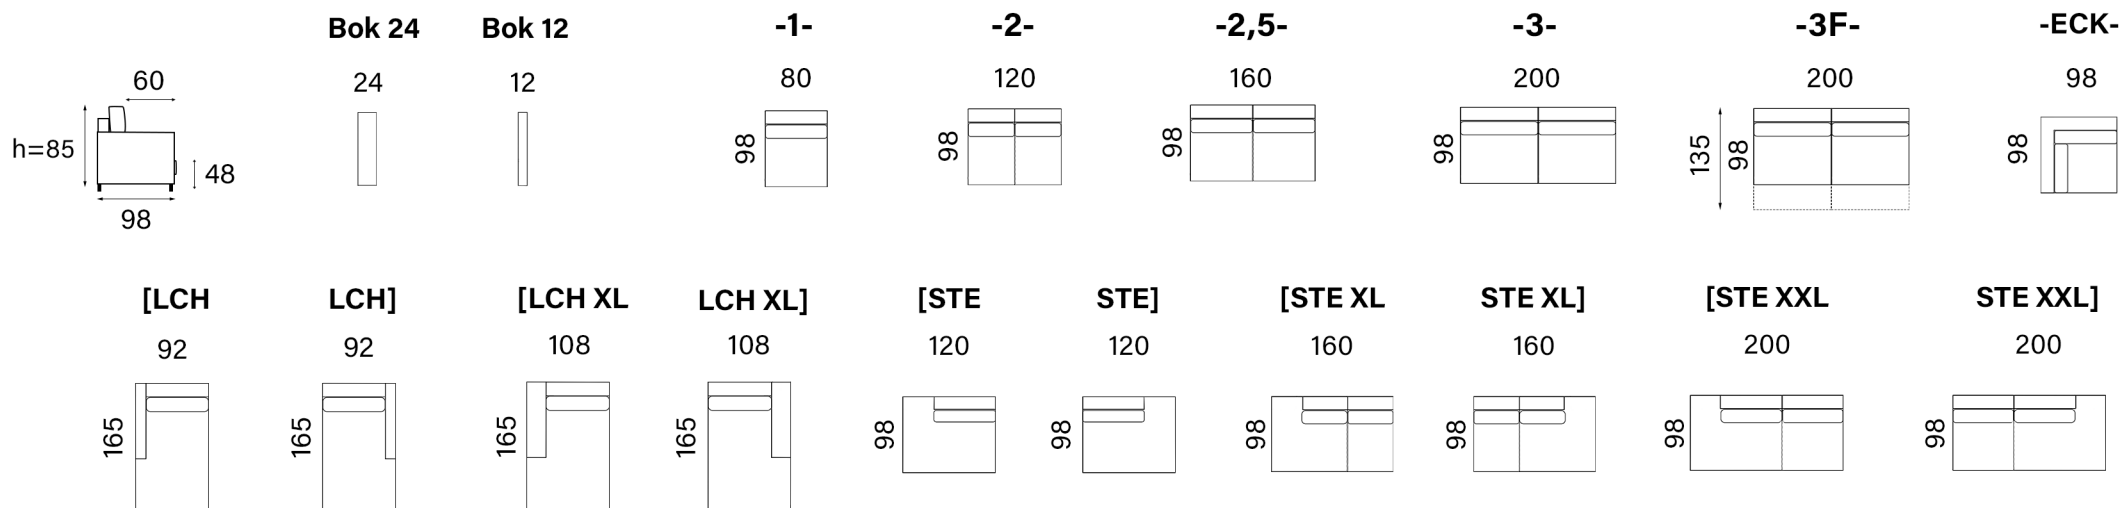 Bok 24
Bok 12
-1-
-2-
-2,5-
-3-
-3F-
-ECK-
60
24
12
80
120
160
200
200
98
h=85
48
98
98
98
98
98
135
98
98
[LCH
LCH]
[LCH XL
LCH XL]
[STE
STE]
[STE XL
STE XL]
[STE XXL
STE XXL]
92
92
108
108
120
120
160
160
200
200
165
165
165
165
98
98
98
98
98
98